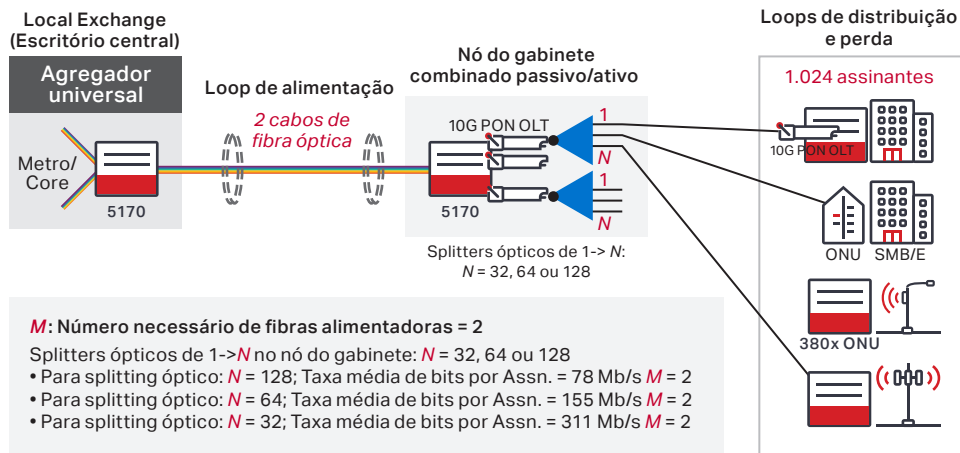 Local Exchange
(Escritório central)
Agregador
universal
Metro/
Core
5170
Loop de alimentação
2 cabos de
fibra óptica
Nó do gabinete
combinado passivo/ativo
10G PON OLT
1
N
1
N
5170
Splitters ópticos de 1-> N:
N = 32, 64 ou 128
Loops de distribuição
e perda
1.024 assinantes
10G PON OLT
ONU
SMB/E
380x ONU
M: Número necessário de fibras alimentadoras = 2
Splitters ópticos de 1->N no nó do gabinete: N = 32, 64 ou 128
• Para splitting óptico: N = 128; Taxa média de bits por Assn. = 78 Mb/s M = 2
• Para splitting óptico: N = 64; Taxa média de bits por Assn. = 155 Mb/s M = 2
• Para splitting óptico: N = 32; Taxa média de bits por Assn. = 311 Mb/s M = 2